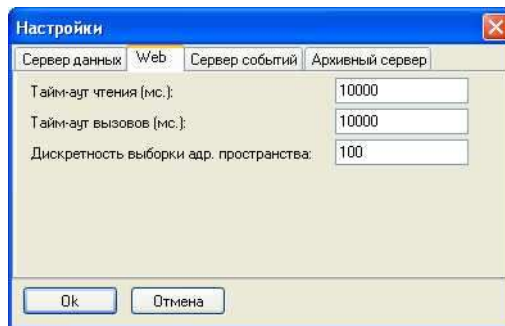 Настройки
Сервер данных Web Сервер событий Архивный сервер
Тайм-аут чтения (мс.): 10000
Тайм-аут вызовов (мс.): 10000
Дискретность выборки адр. пространства: 100
Ok Отмена